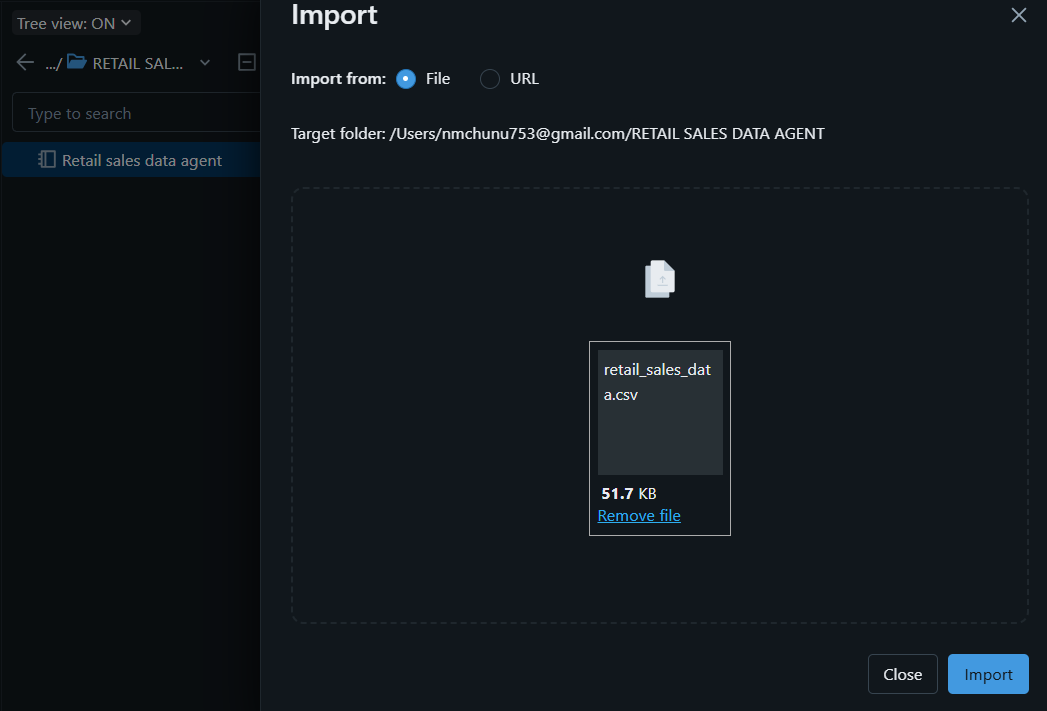 Tree view: ON
.../ RETAIL SAL...
Type to search
Retail sales data agent
Import
Import from: File URL
Target folder: /Users/nmchunu753@gmail.com/RETAIL SALES DATA AGENT
retail_sales_dat
a.csv
51.7 KB
Remove file
Close Import